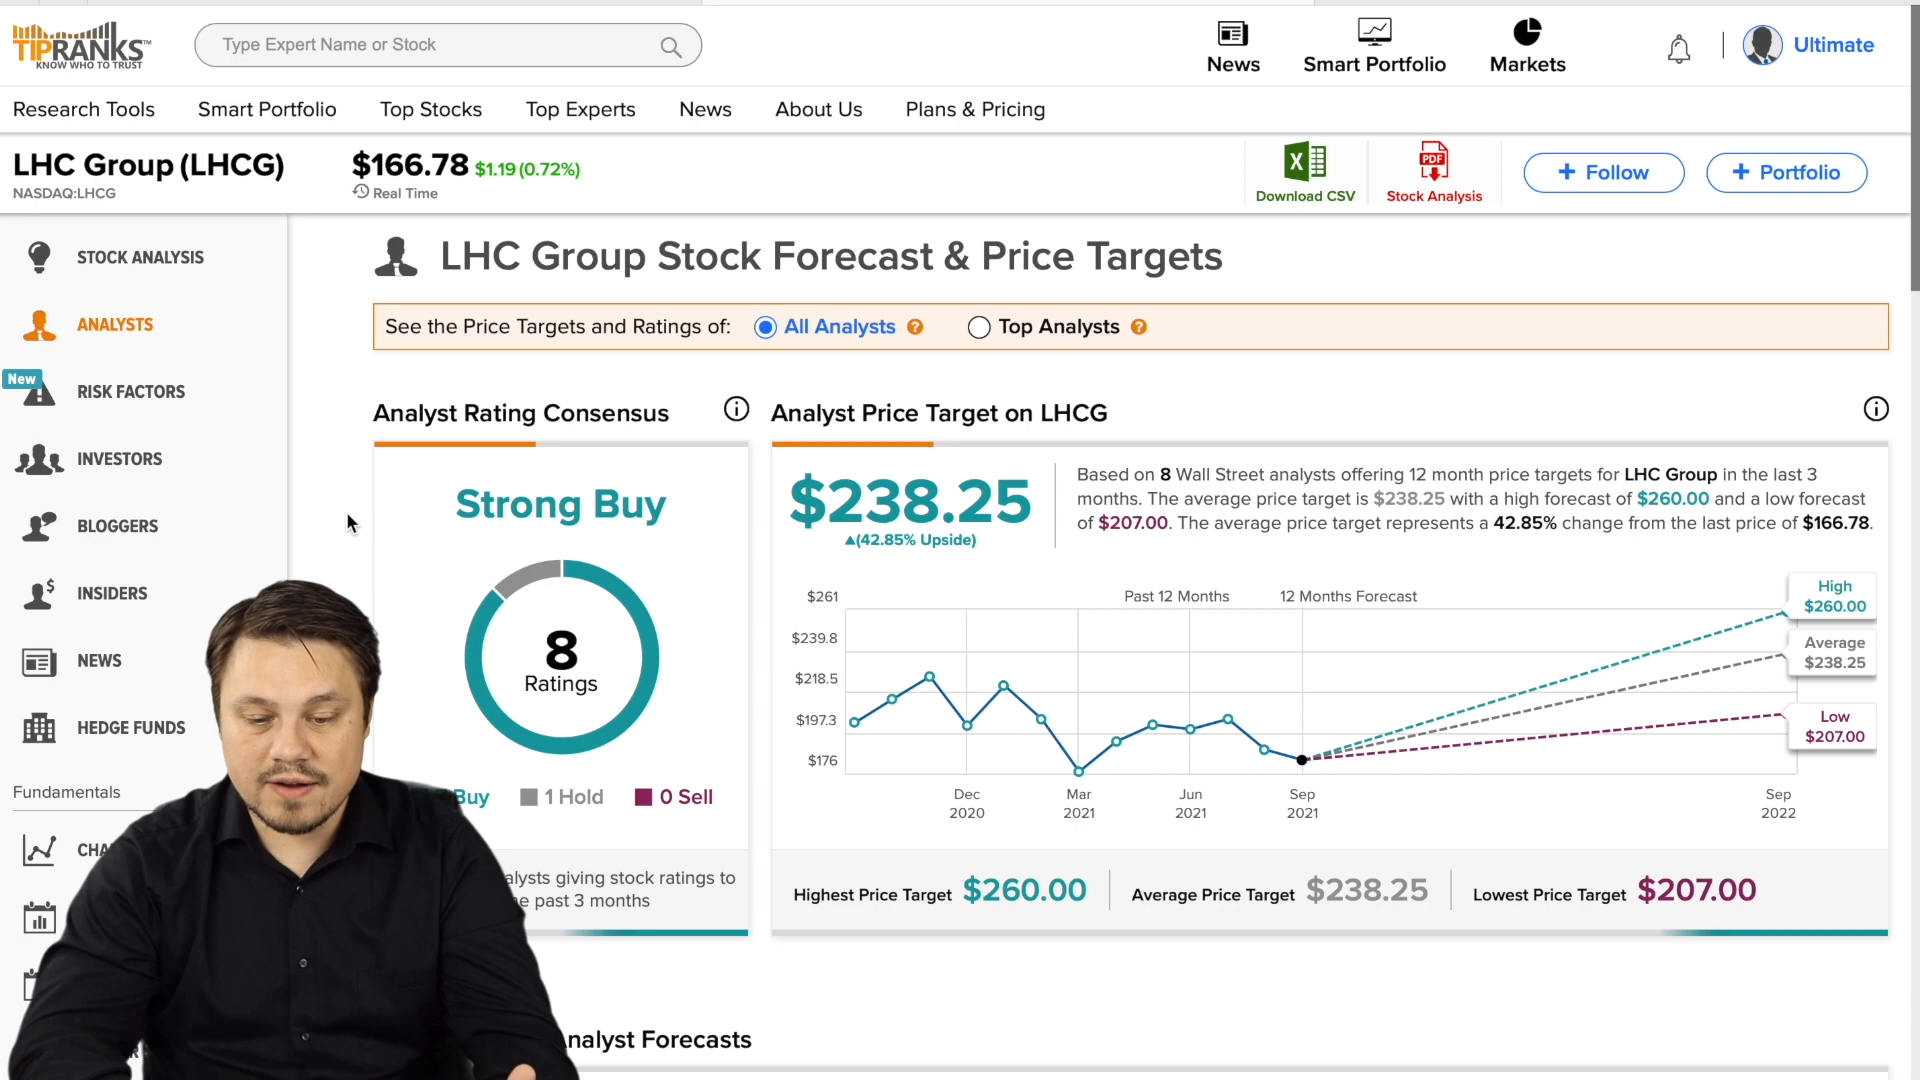 TIPRANKS™
KNOW WHO TO TRUST
Type Expert Name or Stock
News
Smart Portfolio
Markets
Ultimate
Research Tools
Smart Portfolio
Top Stocks
Top Experts
News
About Us
Plans & Pricing
LHC Group (LHCG)
NASDAQ:LHCG
$166.78 $1.19 (0.72%)
Real Time
X
Download CSV
PDF
Stock Analysis
+ Follow
+ Portfolio
STOCK ANALYSIS
ANALYSTS
New
RISK FACTORS
INVESTORS
BLOGGERS
$
INSIDERS
NEWS
HEDGE FUNDS
Fundamentals
CHA
LHC Group Stock Forecast & Price Targets
See the Price Targets and Ratings of:
All Analysts ?
Top Analysts ?
Analyst Rating Consensus
Strong Buy
8
Ratings
Buy
1 Hold
0 Sell
alysts giving stock ratings to
e past 3 months
Analyst Price Target on LHCG
$238.25
▲(42.85% Upside)
Based on 8 Wall Street analysts offering 12 month price targets for LHC Group in the last 3
months. The average price target is $238.25 with a high forecast of $260.00 and a low forecast
of $207.00. The average price target represents a 42.85% change from the last price of $166.78.
Past 12 Months
12 Months Forecast
$261
$239.8
$218.5
$197.3
$176
High
$260.00
Average
$238.25
Low
$207.00
Dec
2020
Mar
2021
Jun
2021
Sep
2021
Sep
2022
Highest Price Target $260.00
Average Price Target $238.25
Lowest Price Target $207.00
nalyst Forecasts